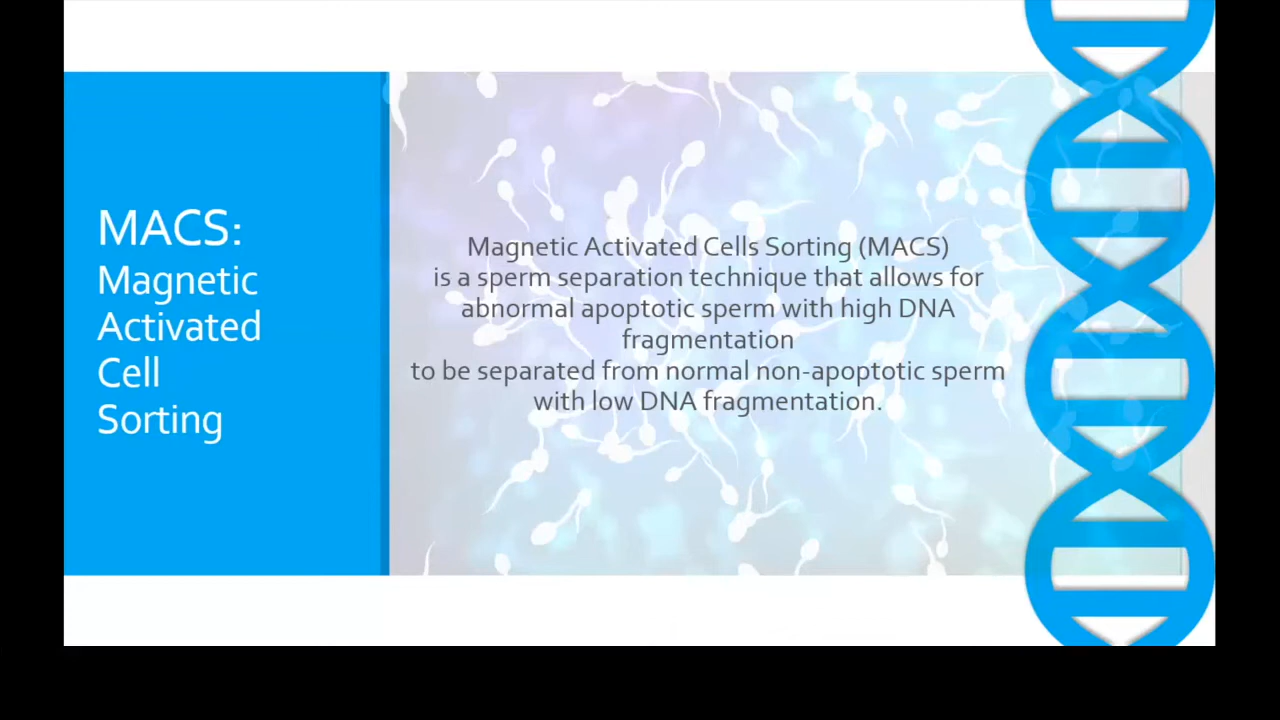 MACS:
Magnetic
Activated
Cell
Sorting
Magnetic Activated Cells Sorting (MACS)
is a sperm separation technique that allows for
abnormal apoptotic sperm with high DNA
fragmentation
to be separated from normal non-apoptotic sperm
with low DNA fragmentation.